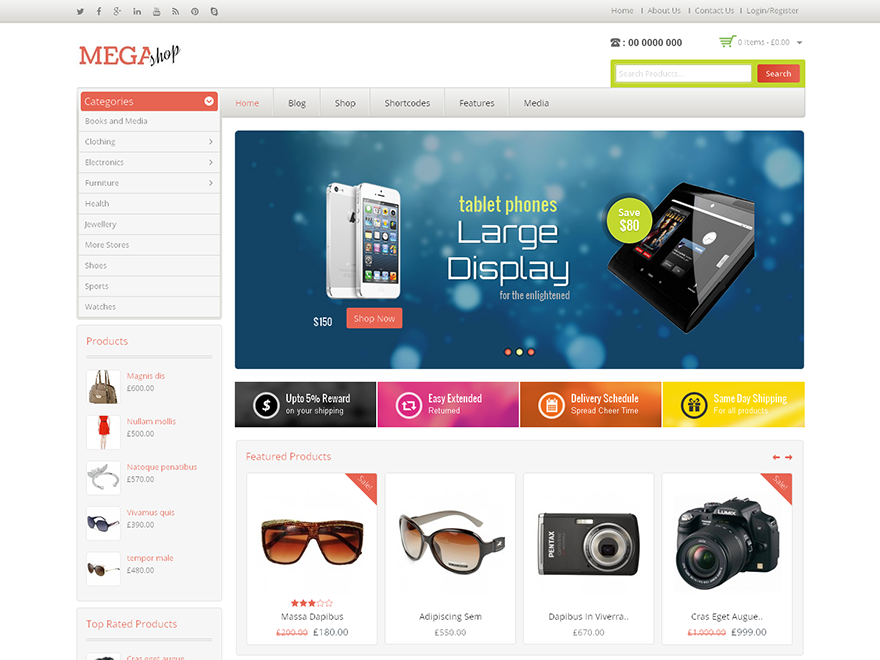 Home | About Us | Contact Us | Login/Register
MEGA shop
: 00 0000 000
0 Items - £0.00
Search Products...
Search
Categories
Home
Blog
Shop
Shortcodes
Features
Media
Books and Media
Clothing
Electronics
Furniture
Health
Jewellery
More Stores
Shoes
Sports
Watches
tablet phones
Large
Display
for the enlightened
Save
$80
$150
Shop Now
Upto 5% Reward
on your shipping
Easy Extended
Returned
Delivery Schedule
Spread Cheer Time
Same Day Shipping
For all products
Products
Magnis dis
£600.00
Nullam mollis
£500.00
Natoque penatibus
£570.00
Vivamus quis
£390.00
tempor male
£480.00
Top Rated Products
Cras eget augue
Featured Products
Sale!
Massa Dapibus
£200.00 £180.00
Adipiscing Sem
£550.00
PENTAX
Dapibus In Viverra..
£670.00
Sale!
LUMIX
Cras Eget Augue..
£1,000.00 £999.00